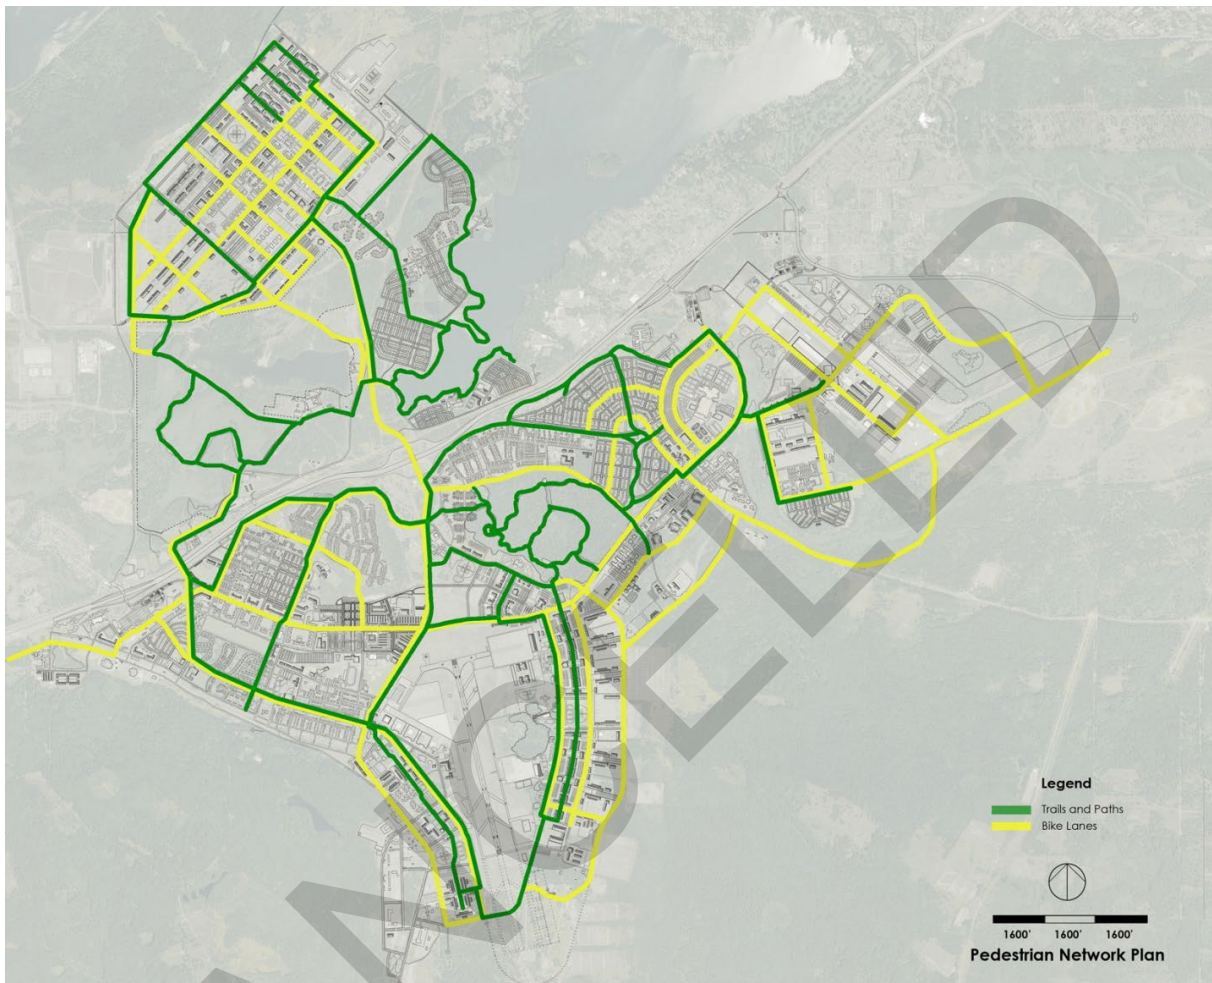 Legend
Trails and Paths
Bike Lanes
1600' 1600' 1600'
Pedestrian Network Plan